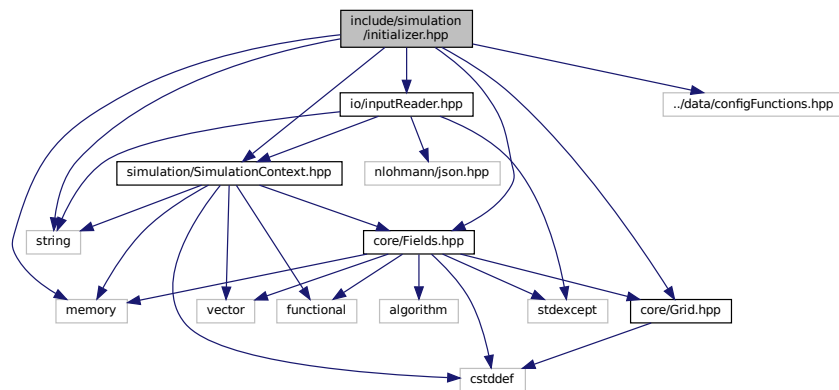 include/simulation
/initializer.hpp
io/inputReader.hpp
../data/configFunctions.hpp
simulation/SimulationContext.hpp
nlohmann/json.hpp
string
core/Fields.hpp
memory
vector
functional
algorithm
stdexcept
core/Grid.hpp
cstddef